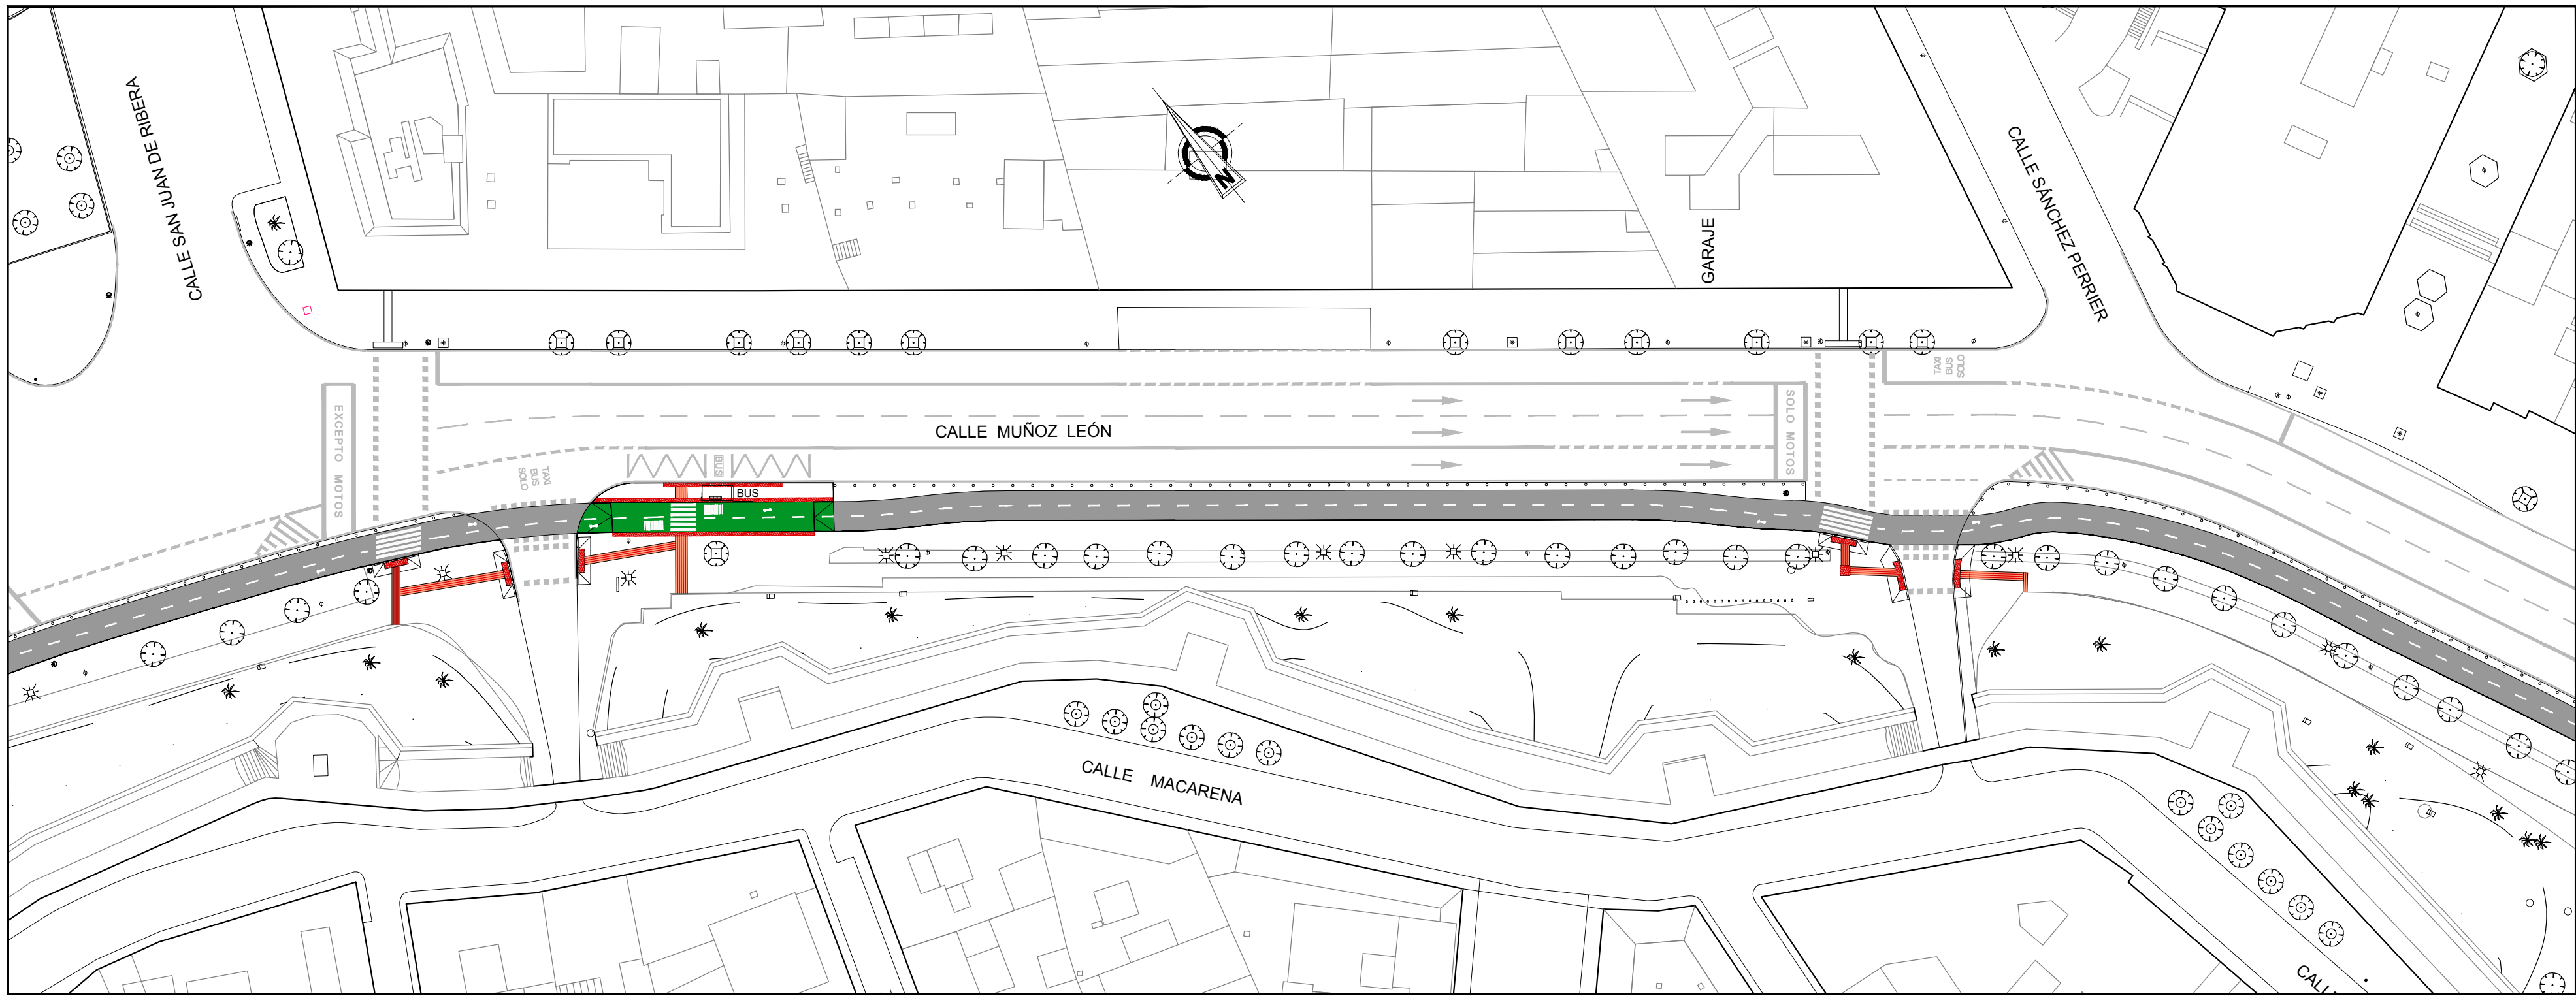 CALLE SAN JUAN DE RIBERA
CALLE SÁNCHEZ PERRIER
N
GARAJE
TAXI
BUS
SOLO
EXCEPTO MOTOS
SOLO MOTOS
CALLE MUÑOZ LEÓN
TAXI
BUS
SOLO
BUS
BUS
CALLE MACARENA